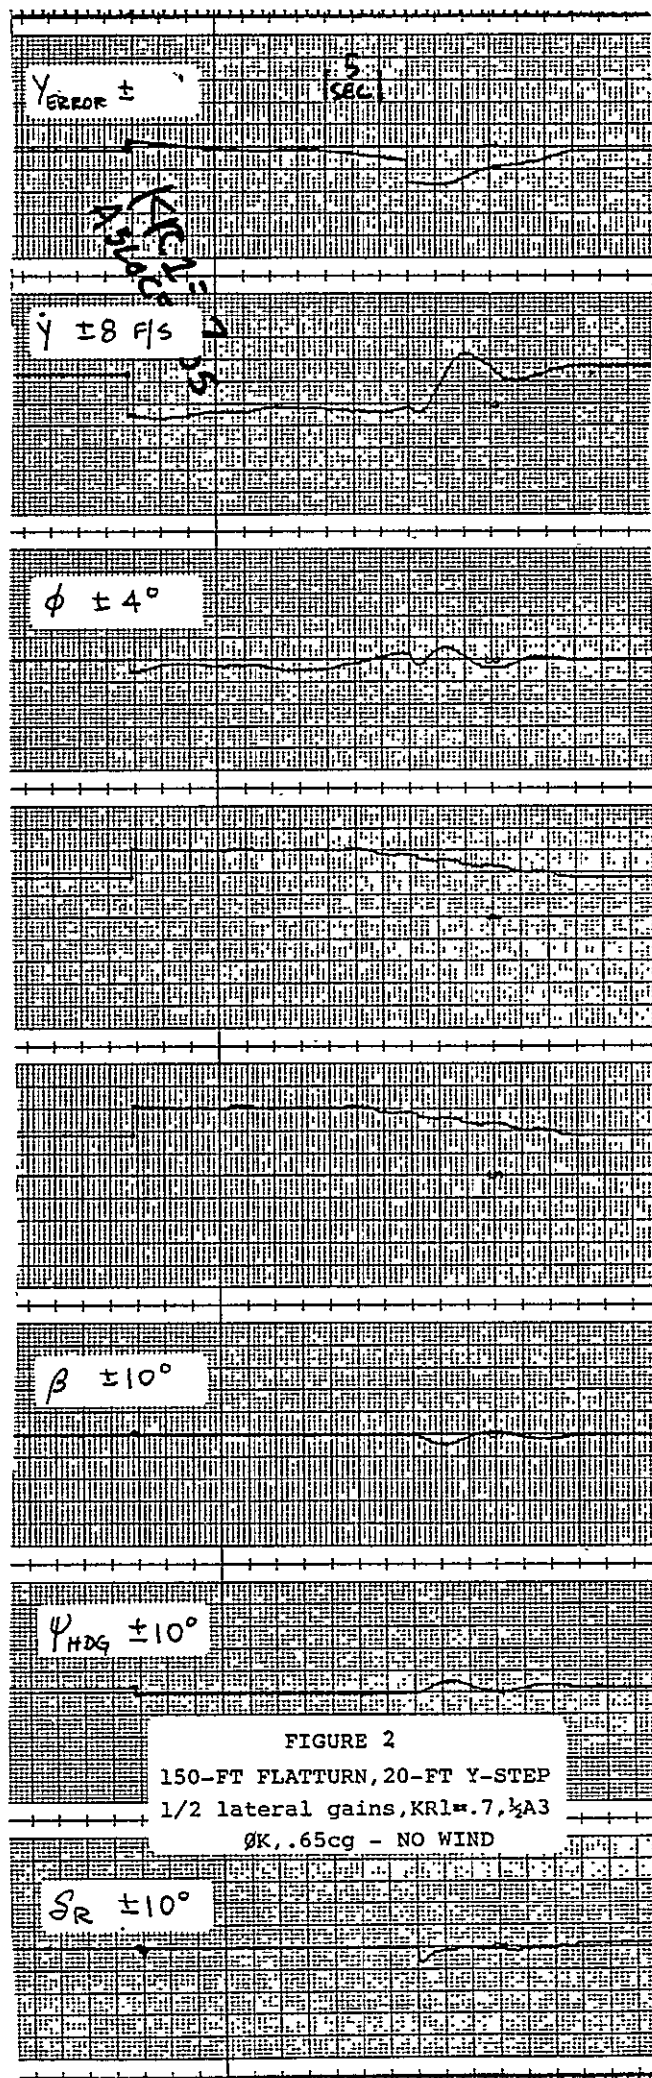 Y ERROR ±
5
SEC
Ẏ ±8 F/S
φ ±4°
β ±10°
ΨHDG ±10°
FIGURE 2
150-FT FLATTURN,20-FT Y-STEP
1/2 lateral gains,KR1=.7,½A3
ØK,.65cg - NO WIND
δR ±10°